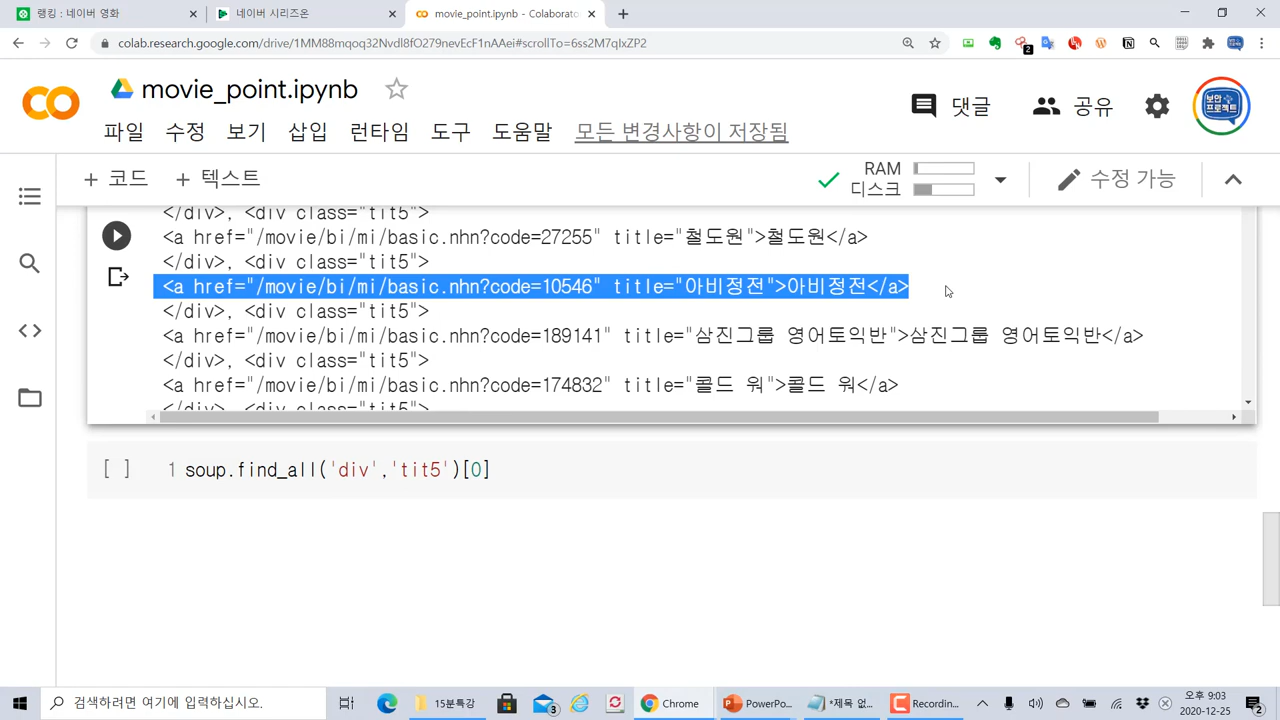 랭킹 : 네이버 영화
네이버 시리즈온
movie_point.ipynb - Colaborato
colab.research.google.com/drive/1MM88mqoq32Nvdl8fO279nevEcF1nAAei#scrollTo=6ss2M7qIxZP2
movie_point.ipynb
댓글
공유
파일 수정 보기 삽입 런타임 도구 도움말 모든 변경사항이 저장됨
+ 코드 + 텍스트
RAM
디스크
수정 가능
</div>, <div class="tit5">
<a href="/movie/bi/mi/basic.nhn?code=27255" title="철도원">철도원</a>
</div>, <div class="tit5">
<a href="/movie/bi/mi/basic.nhn?code=10546" title="아비정전">아비정전</a>
</div>, <div class="tit5">
<a href="/movie/bi/mi/basic.nhn?code=189141" title="삼진그룹 영어토익반">삼진그룹 영어토익반</a>
</div>, <div class="tit5">
<a href="/movie/bi/mi/basic.nhn?code=174832" title="콜드 워">콜드 워</a>
</div>, <div class="tit5">
[ ] 1 soup.find_all('div','tit5')[0]
검색하려면 여기에 입력하십시오.
15분특강
3
Chrome
PowerPo...
*제목 없...
Recordin...
오후 9:03
2020-12-25
2